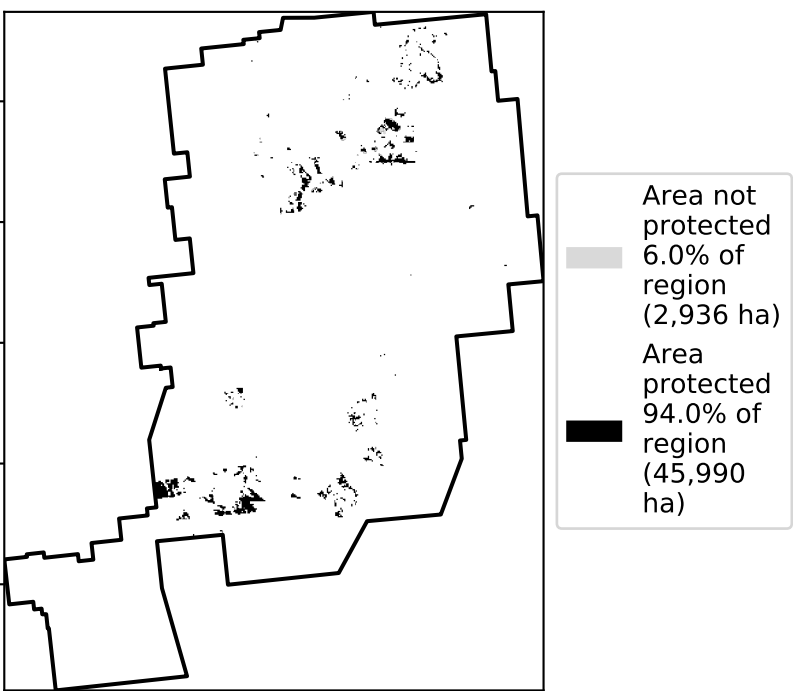 Area not
protected
6.0% of
region
(2,936 ha)
Area
protected
94.0% of
region
(45,990
ha)